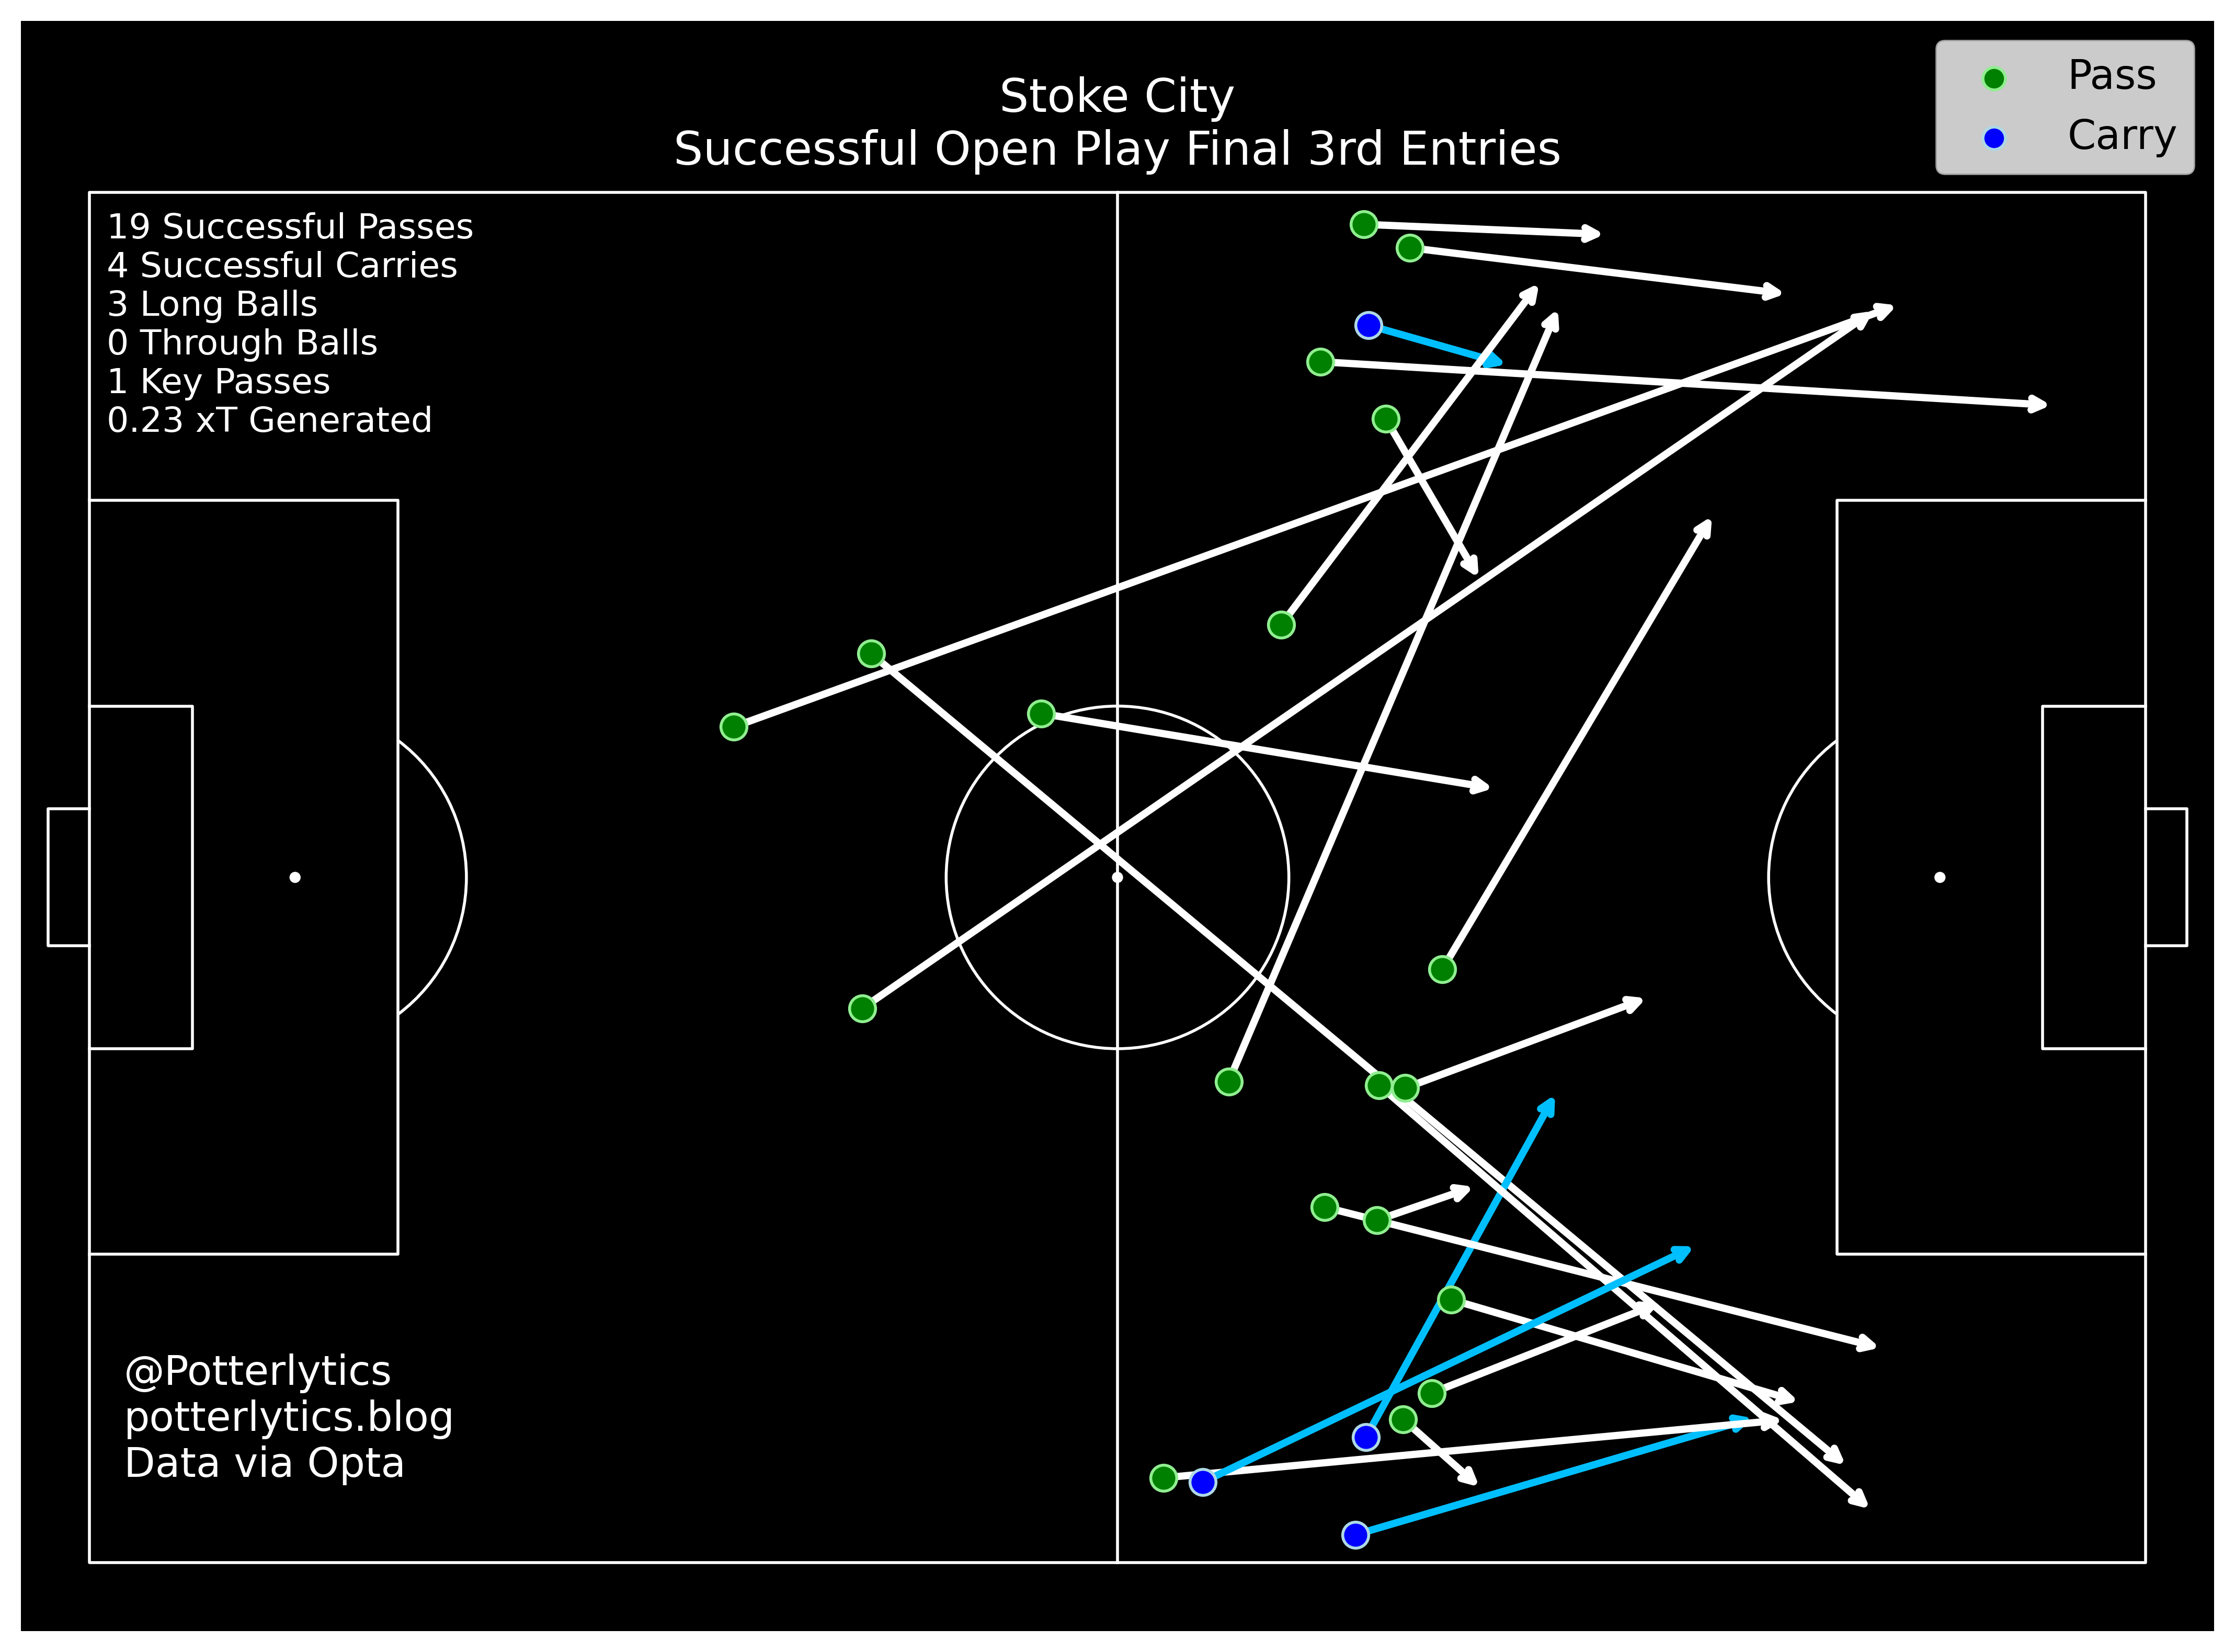 Stoke City
Successful Open Play Final 3rd Entries
Pass
Carry
19 Successful Passes
4 Successful Carries
3 Long Balls
0 Through Balls
1 Key Passes
0.23 xT Generated
@Potterlytics
potterlytics.blog
Data via Opta